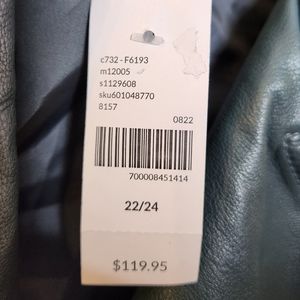 c732 - F6193
m12005
s1129608
sku601048770
8157
0822
700008451414
22/24
$119.95